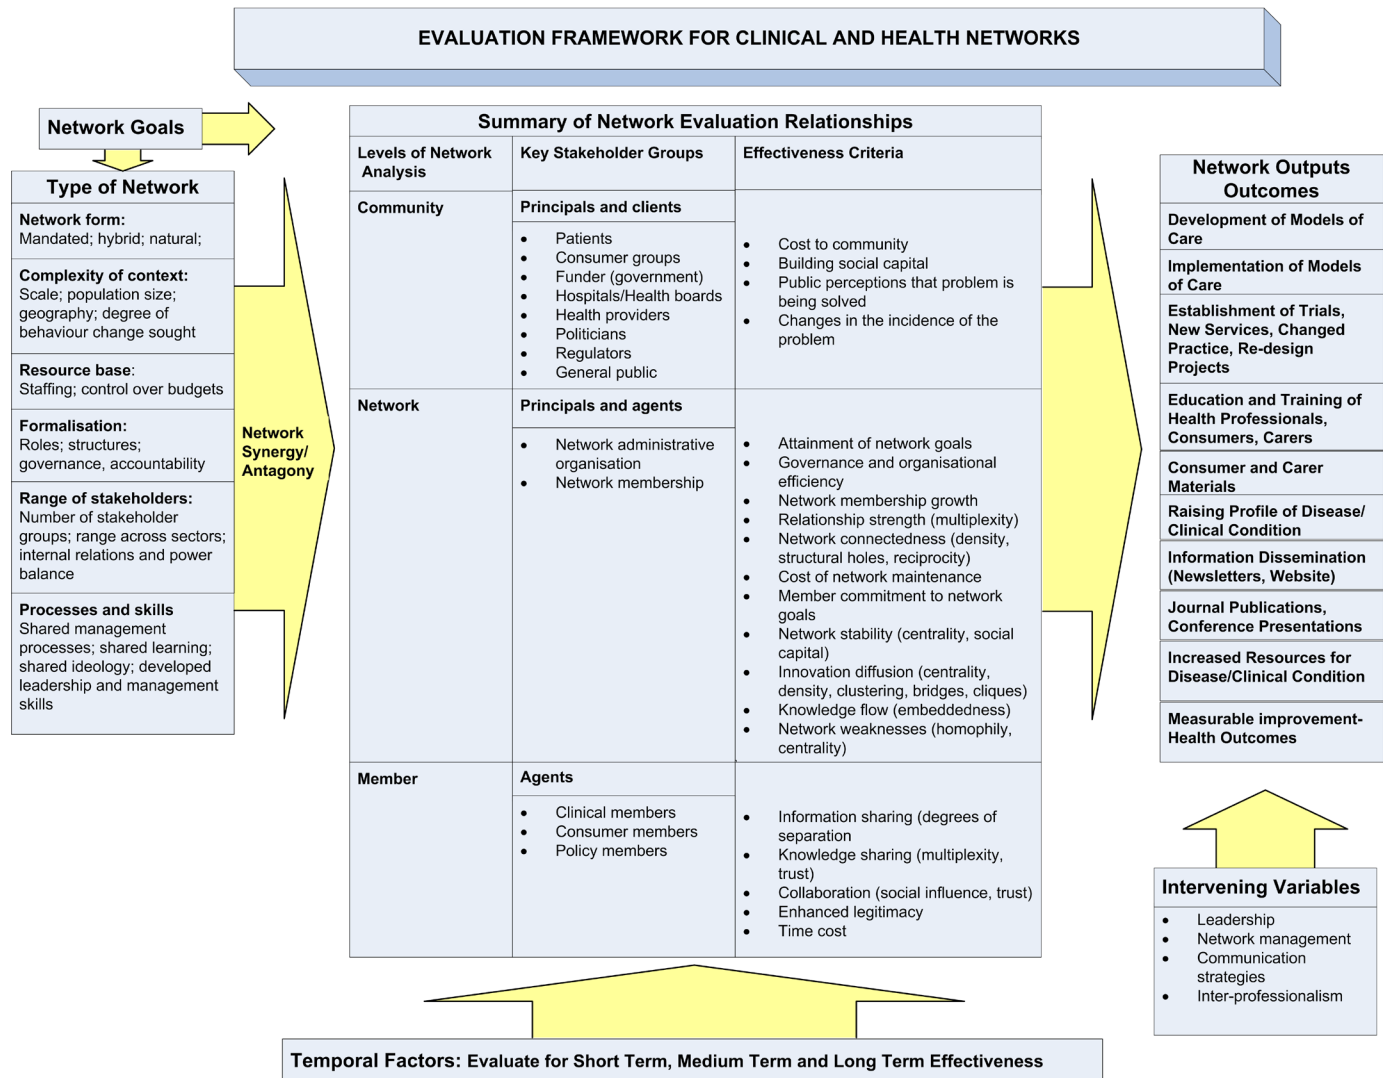 EVALUATION FRAMEWORK FOR CLINICAL AND HEALTH NETWORKS
Network Goals
Type of Network
Network form:
Mandated; hybrid; natural;
Complexity of context:
Scale; population size;
geography; degree of
behaviour change sought
Resource base:
Staffing; control over budgets
Formalisation:
Roles; structures;
governance, accountability
Range of stakeholders:
Number of stakeholder
groups; range across sectors;
internal relations and power
balance
Processes and skills
Shared management
processes; shared learning;
shared ideology; developed
leadership and management
skills
Network
Synergy/
Antagony
Summary of Network Evaluation Relationships
Levels of Network
Analysis
Key Stakeholder Groups
Effectiveness Criteria
Community
Principals and clients
• Patients
• Consumer groups
• Funder (government)
• Hospitals/Health boards
• Health providers
• Politicians
• Regulators
• General public
• Cost to community
• Building social capital
• Public perceptions that problem is
being solved
• Changes in the incidence of the
problem
Network
Principals and agents
• Network administrative
organisation
• Network membership
• Attainment of network goals
• Governance and organisational
efficiency
• Network membership growth
• Relationship strength (multiplexity)
• Network connectedness (density,
structural holes, reciprocity)
• Cost of network maintenance
• Member commitment to network
goals
• Network stability (centrality, social
capital)
• Innovation diffusion (centrality,
density, clustering, bridges, cliques)
• Knowledge flow (embeddedness)
• Network weaknesses (homophily,
centrality)
Member
Agents
• Clinical members
• Consumer members
• Policy members
• Information sharing (degrees of
separation
• Knowledge sharing (multiplexity,
trust)
• Collaboration (social influence, trust)
• Enhanced legitimacy
• Time cost
Network Outputs
Outcomes
Development of Models of
Care
Implementation of Models
of Care
Establishment of Trials,
New Services, Changed
Practice, Re-design
Projects
Education and Training of
Health Professionals,
Consumers, Carers
Consumer and Carer
Materials
Raising Profile of Disease/
Clinical Condition
Information Dissemination
(Newsletters, Website)
Journal Publications,
Conference Presentations
Increased Resources for
Disease/Clinical Condition
Measurable improvement-
Health Outcomes
Intervening Variables
• Leadership
• Network management
• Communication
strategies
• Inter-professionalism
Temporal Factors: Evaluate for Short Term, Medium Term and Long Term Effectiveness